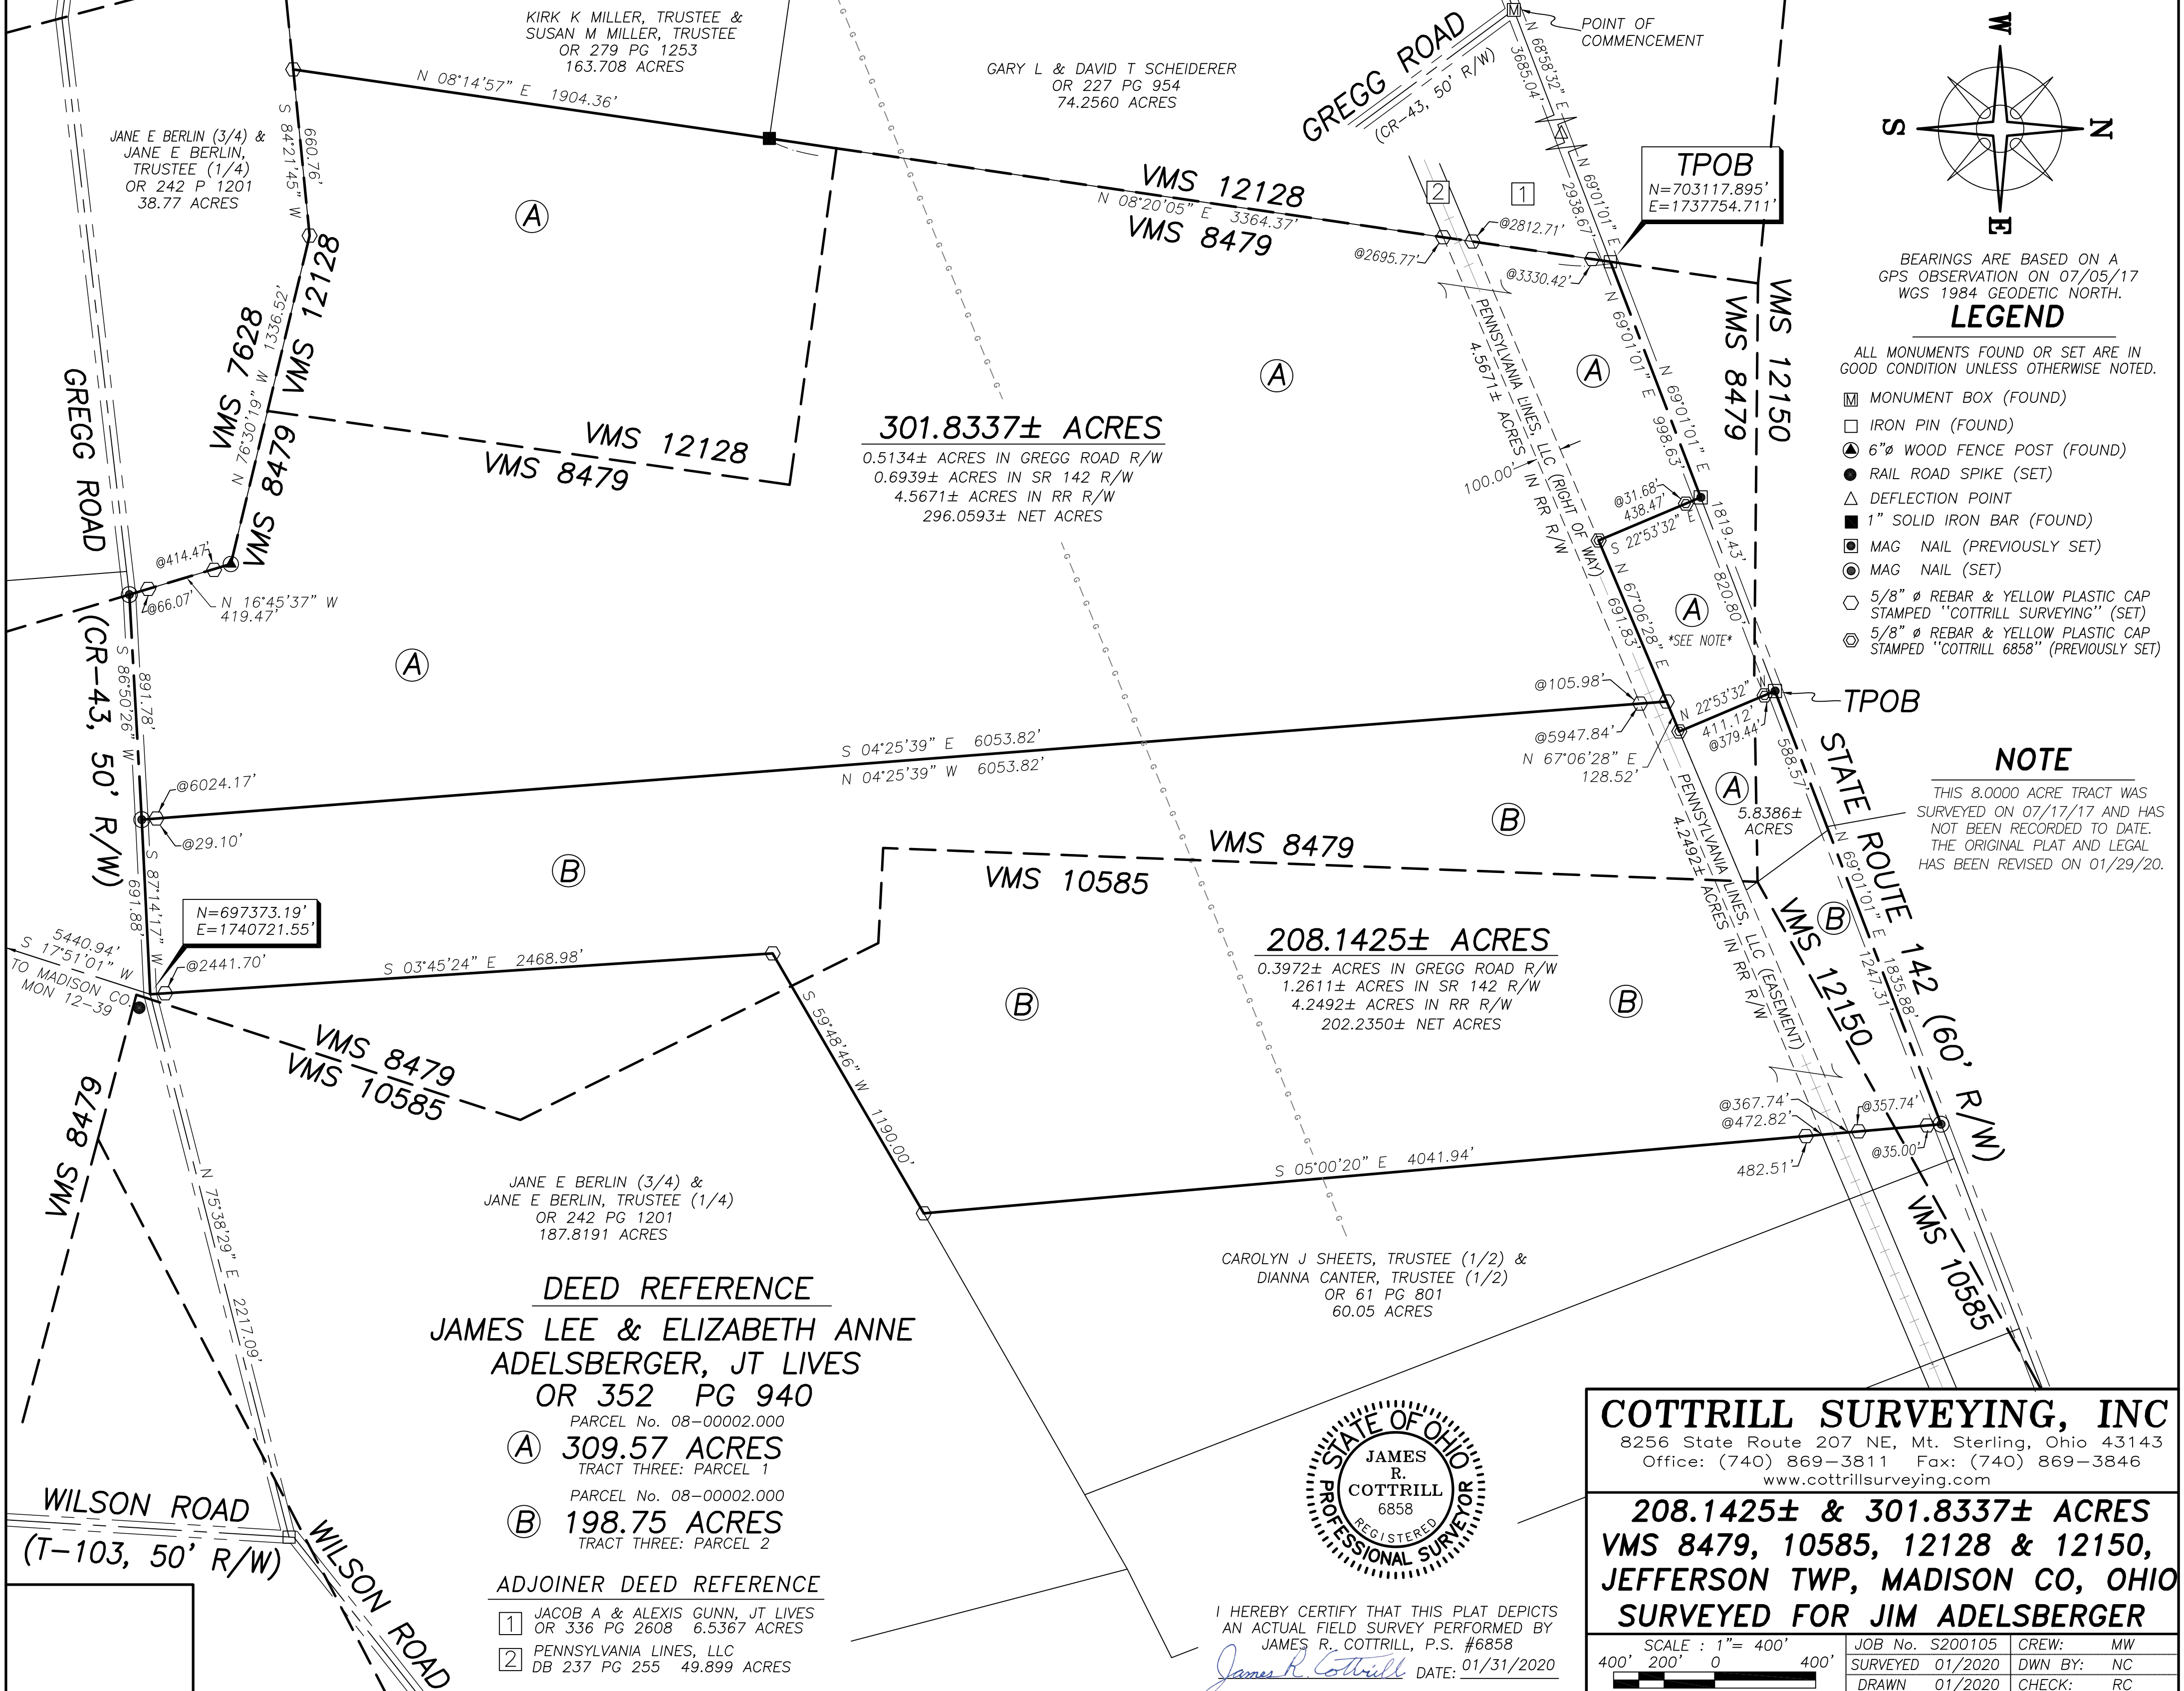 KIRK K MILLER, TRUSTEE &
SUSAN M MILLER, TRUSTEE
OR 279 PG 1253
163.708 ACRES
GARY L & DAVID T SCHEIDERER
OR 227 PG 954
74.2560 ACRES
GREGG ROAD
(CR-43, 50' R/W)
M
POINT OF
COMMENCEMENT
N 68°58'32" E
3685.04'
N 69°01'01" E
2938.67'
TPOB
N=703117.895'
E=1737754.711'
W
S
N
E
BEARINGS ARE BASED ON A
GPS OBSERVATION ON 07/05/17
WGS 1984 GEODETIC NORTH.
LEGEND
ALL MONUMENTS FOUND OR SET ARE IN
GOOD CONDITION UNLESS OTHERWISE NOTED.
M MONUMENT BOX (FOUND)
IRON PIN (FOUND)
6"ø WOOD FENCE POST (FOUND)
RAIL ROAD SPIKE (SET)
DEFLECTION POINT
1" SOLID IRON BAR (FOUND)
MAG NAIL (PREVIOUSLY SET)
MAG NAIL (SET)
5/8" ø REBAR & YELLOW PLASTIC CAP
STAMPED "COTTRILL SURVEYING" (SET)
5/8" ø REBAR & YELLOW PLASTIC CAP
STAMPED "COTTRILL 6858" (PREVIOUSLY SET)
N 08°14'57" E 1904.36'
JANE E BERLIN (3/4) &
JANE E BERLIN,
TRUSTEE (1/4)
OR 242 P 1201
38.77 ACRES
S 84°21'45" W
660.76'
A
VMS 12128
N 08°20'05" E 3364.37'
VMS 8479
2
1
@2812.71'
@2695.77'
@3330.42'
VMS 7628
N 76°30'19" W 1336.52'
VMS 12128
VMS 8479
GREGG ROAD
(CR-43, 50' R/W)
VMS 12128
VMS 8479
A
301.8337± ACRES
0.5134± ACRES IN GREGG ROAD R/W
0.6939± ACRES IN SR 142 R/W
4.5671± ACRES IN RR R/W
296.0593± NET ACRES
PENNSYLVANIA LINES, LLC (RIGHT OF WAY)
4.5671± ACRES IN RR R/W
100.00'
A
N 69°01'01" E
N 69°01'01" E
998.63'
1819.43'
820.80'
VMS 12150
VMS 8479
@31.68'
438.47'
S 22°53'32" E
N 67°06'28" E
691.83'
A
*SEE NOTE*
@414.47'
@66.07'
N 16°45'37" W
419.47'
A
S 86°50'26" W
891.78'
@105.98'
@5947.84'
S 04°25'39" E 6053.82'
N 04°25'39" W 6053.82'
N 22°53'32" W
411.12'
@379.44'
N 67°06'28" E
128.52'
TPOB
NOTE
THIS 8.0000 ACRE TRACT WAS
SURVEYED ON 07/17/17 AND HAS
NOT BEEN RECORDED TO DATE.
THE ORIGINAL PLAT AND LEGAL
HAS BEEN REVISED ON 01/29/20.
588.57'
STATE ROUTE 142 (60' R/W)
A
5.8386±
ACRES
@6024.17'
@29.10'
S 87°14'17" W
691.88'
B
B
VMS 8479
VMS 10585
N=697373.19'
E=1740721.55'
5440.94'
S 17°51'01" W
TO MADISON CO.
MON 12-39
@2441.70'
S 03°45'24" E 2468.98'
S 59°48'46" W
1190.00'
208.1425± ACRES
0.3972± ACRES IN GREGG ROAD R/W
1.2611± ACRES IN SR 142 R/W
4.2492± ACRES IN RR R/W
202.2350± NET ACRES
B
B
PENNSYLVANIA LINES, LLC (EASEMENT)
4.2492± ACRES IN RR R/W
B
N 69°01'01" E
1835.88'
1247.31'
VMS 12150
VMS 8479
VMS 10585
VMS 8479
@367.74'
@472.82'
@357.74'
@35.00'
482.51'
S 05°00'20" E 4041.94'
VMS 10585
N 75°38'29" E 2217.09'
JANE E BERLIN (3/4) &
JANE E BERLIN, TRUSTEE (1/4)
OR 242 PG 1201
187.8191 ACRES
CAROLYN J SHEETS, TRUSTEE (1/2) &
DIANNA CANTER, TRUSTEE (1/2)
OR 61 PG 801
60.05 ACRES
DEED REFERENCE
JAMES LEE & ELIZABETH ANNE
ADELSBERGER, JT LIVES
OR 352 PG 940
PARCEL No. 08-00002.000
A 309.57 ACRES
TRACT THREE: PARCEL 1
PARCEL No. 08-00002.000
B 198.75 ACRES
TRACT THREE: PARCEL 2
ADJOINER DEED REFERENCE
1 JACOB A & ALEXIS GUNN, JT LIVES
OR 336 PG 2608 6.5367 ACRES
2 PENNSYLVANIA LINES, LLC
DB 237 PG 255 49.899 ACRES
WILSON ROAD
(T-103, 50' R/W)
WILSON ROAD
STATE OF OHIO
JAMES
R.
COTTRILL
6858
REGISTERED
PROFESSIONAL SURVEYOR
I HEREBY CERTIFY THAT THIS PLAT DEPICTS
AN ACTUAL FIELD SURVEY PERFORMED BY
JAMES R. COTTRILL, P.S. #6858
James R. Cottrill DATE: 01/31/2020
COTTRILL SURVEYING, INC
8256 State Route 207 NE, Mt. Sterling, Ohio 43143
Office: (740) 869-3811 Fax: (740) 869-3846
www.cottrillsurveying.com
208.1425± & 301.8337± ACRES
VMS 8479, 10585, 12128 & 12150,
JEFFERSON TWP, MADISON CO, OHIO
SURVEYED FOR JIM ADELSBERGER
SCALE : 1"= 400'
400' 200' 0 400'
JOB No. S200105 CREW: MW
SURVEYED 01/2020 DWN BY: NC
DRAWN 01/2020 CHECK: RC